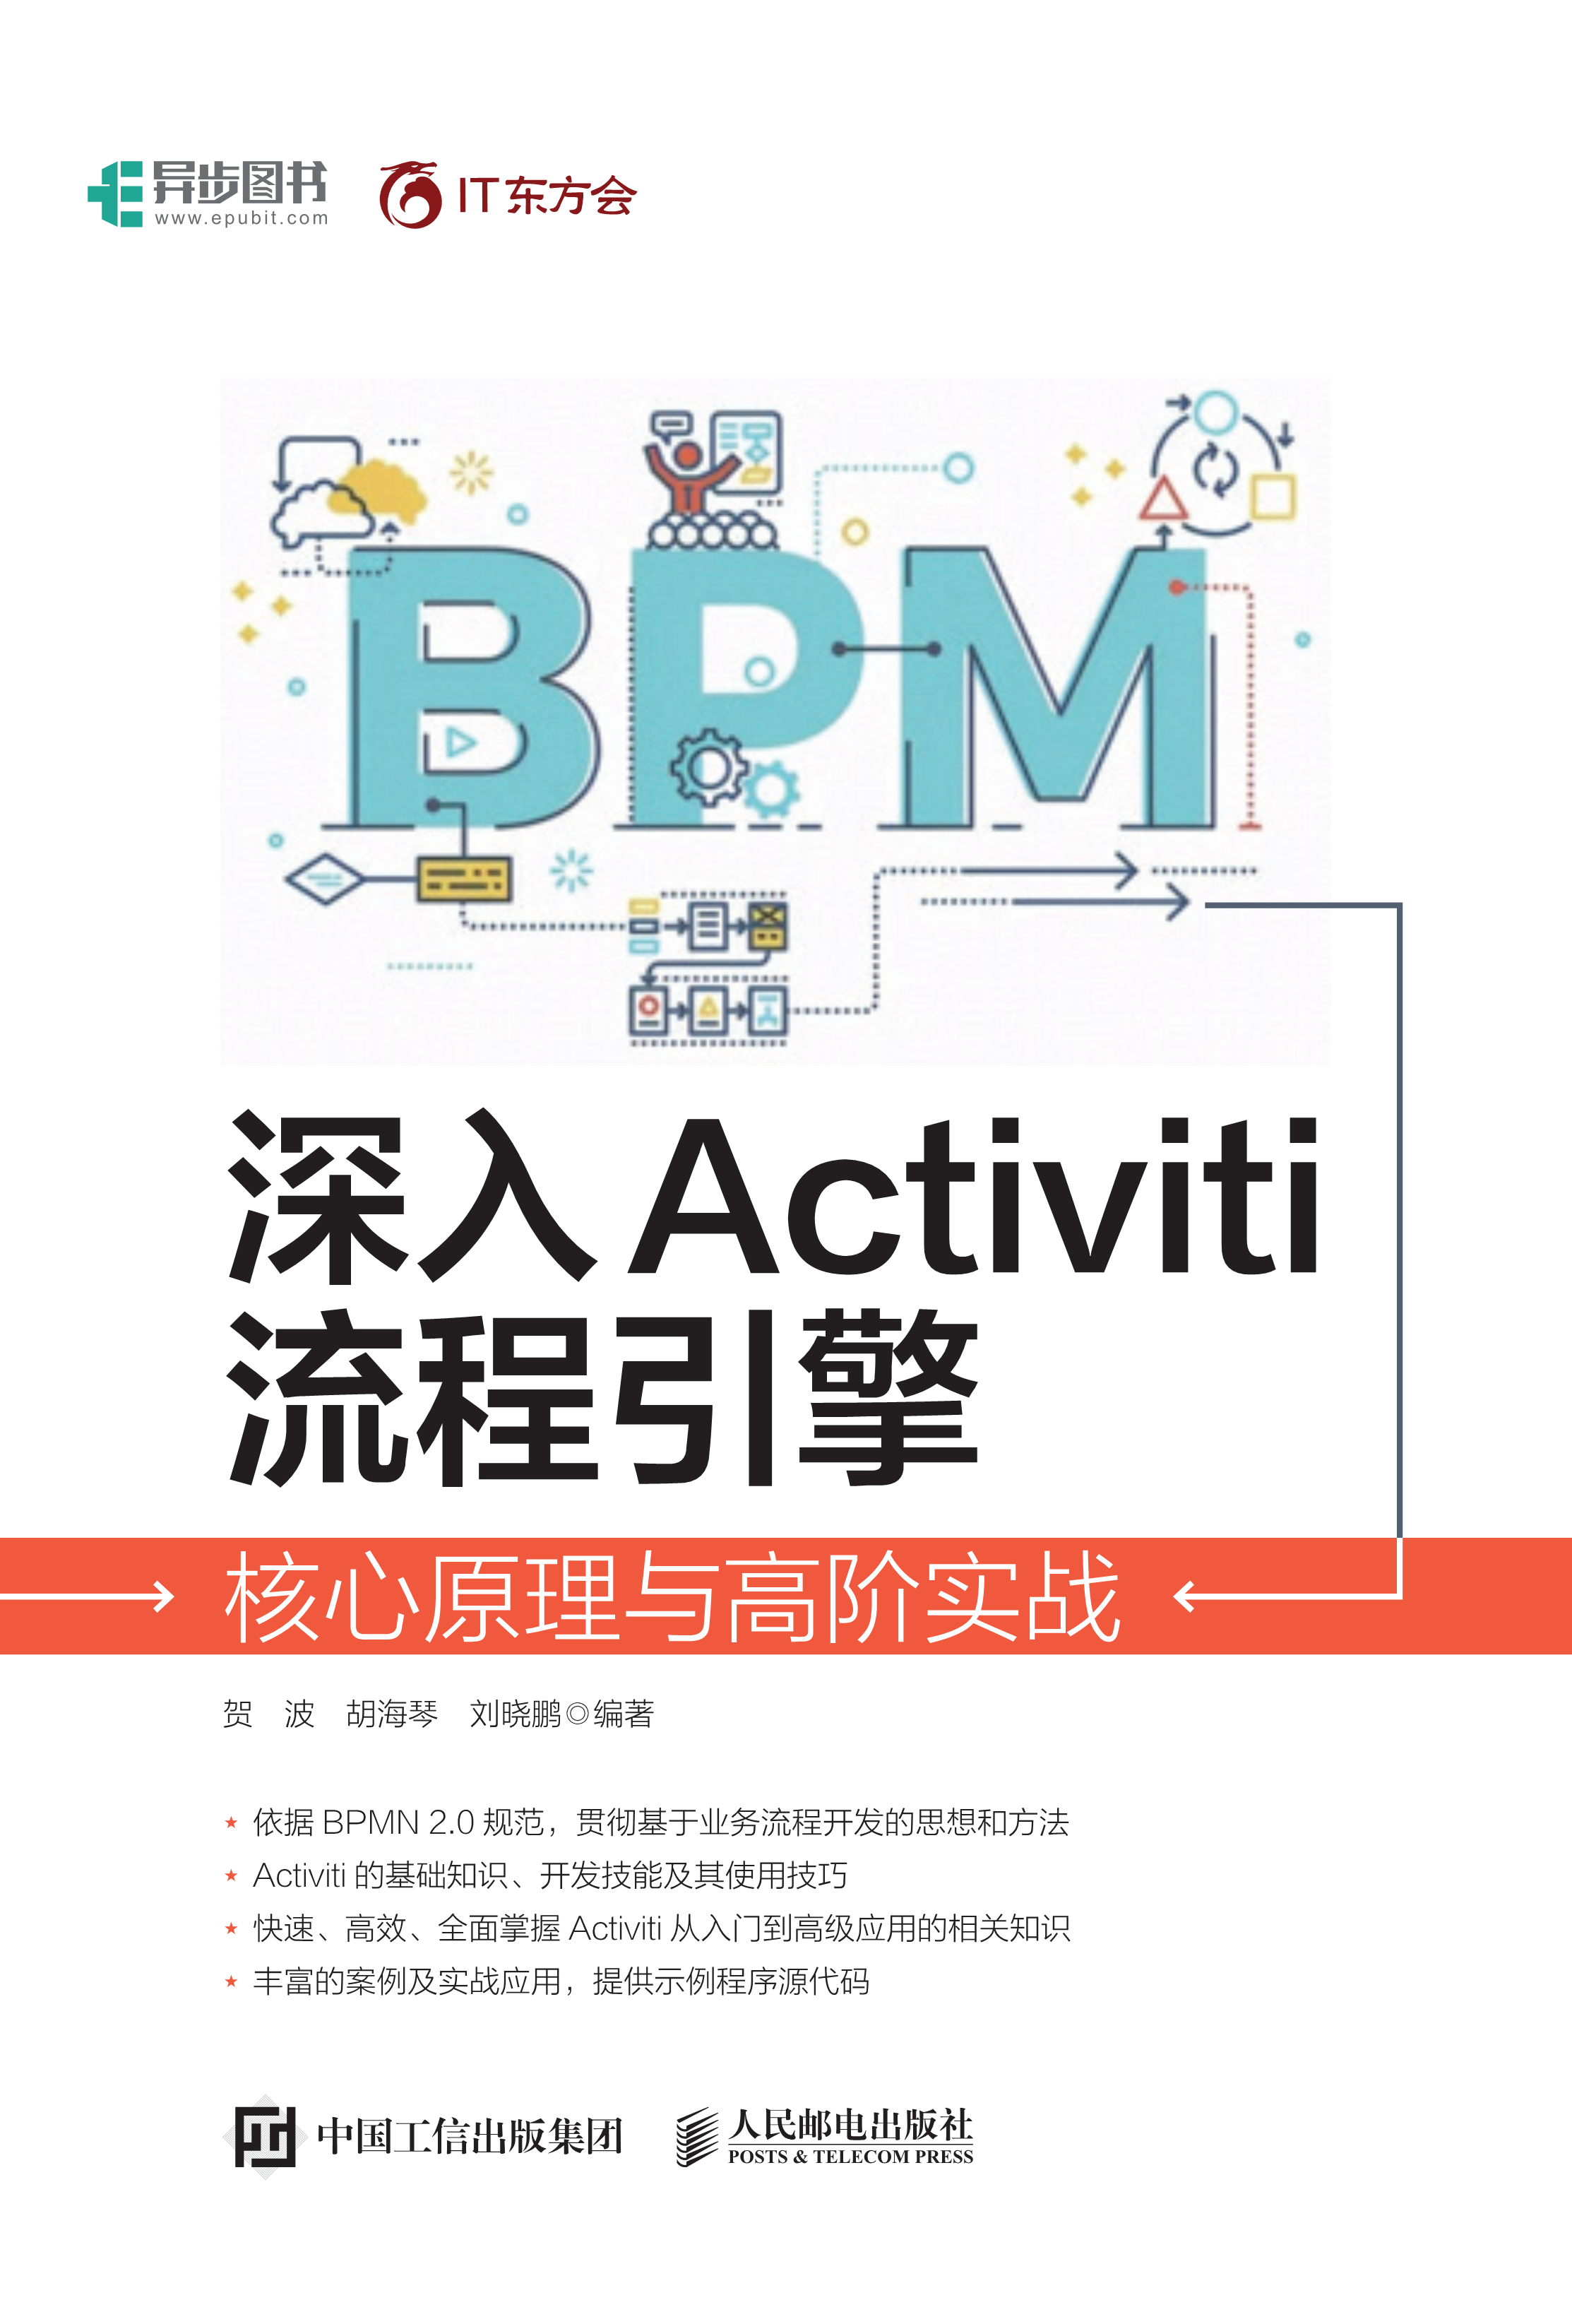 异步图书
www.epubit.com
IT东方会
BPM
深入Activiti
流程引擎
核心原理与高阶实战
贺　波　胡海琴　刘晓鹏◎编著
★ 依据 BPMN 2.0 规范，贯彻基于业务流程开发的思想和方法
★ Activiti 的基础知识、开发技能及其使用技巧
★ 快速、高效、全面掌握 Activiti 从入门到高级应用的相关知识
★ 丰富的案例及实战应用，提供示例程序源代码
中国工信出版集团
人民邮电出版社
POSTS & TELECOM PRESS